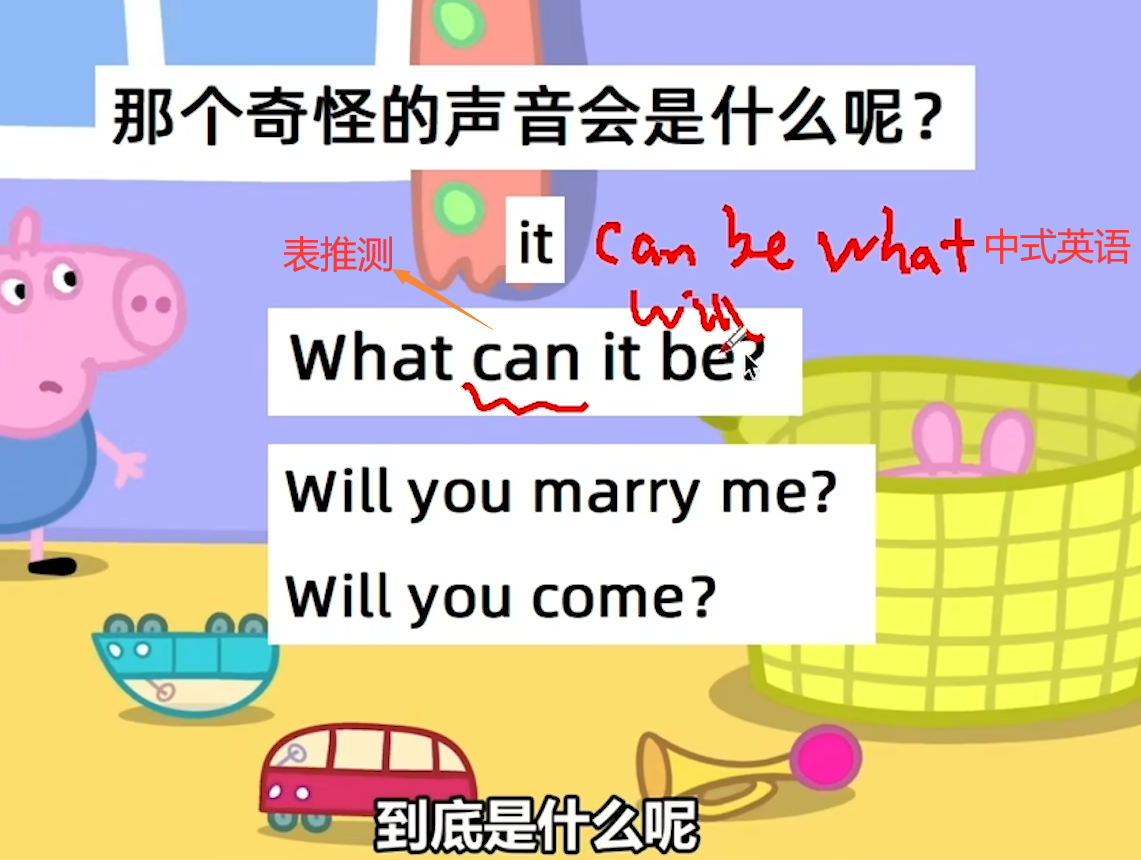 那个奇怪的声音会是什么呢？
it can be what 中式英语
表推测
will
What can it be?
Will you marry me?
Will you come?
到底是什么呢